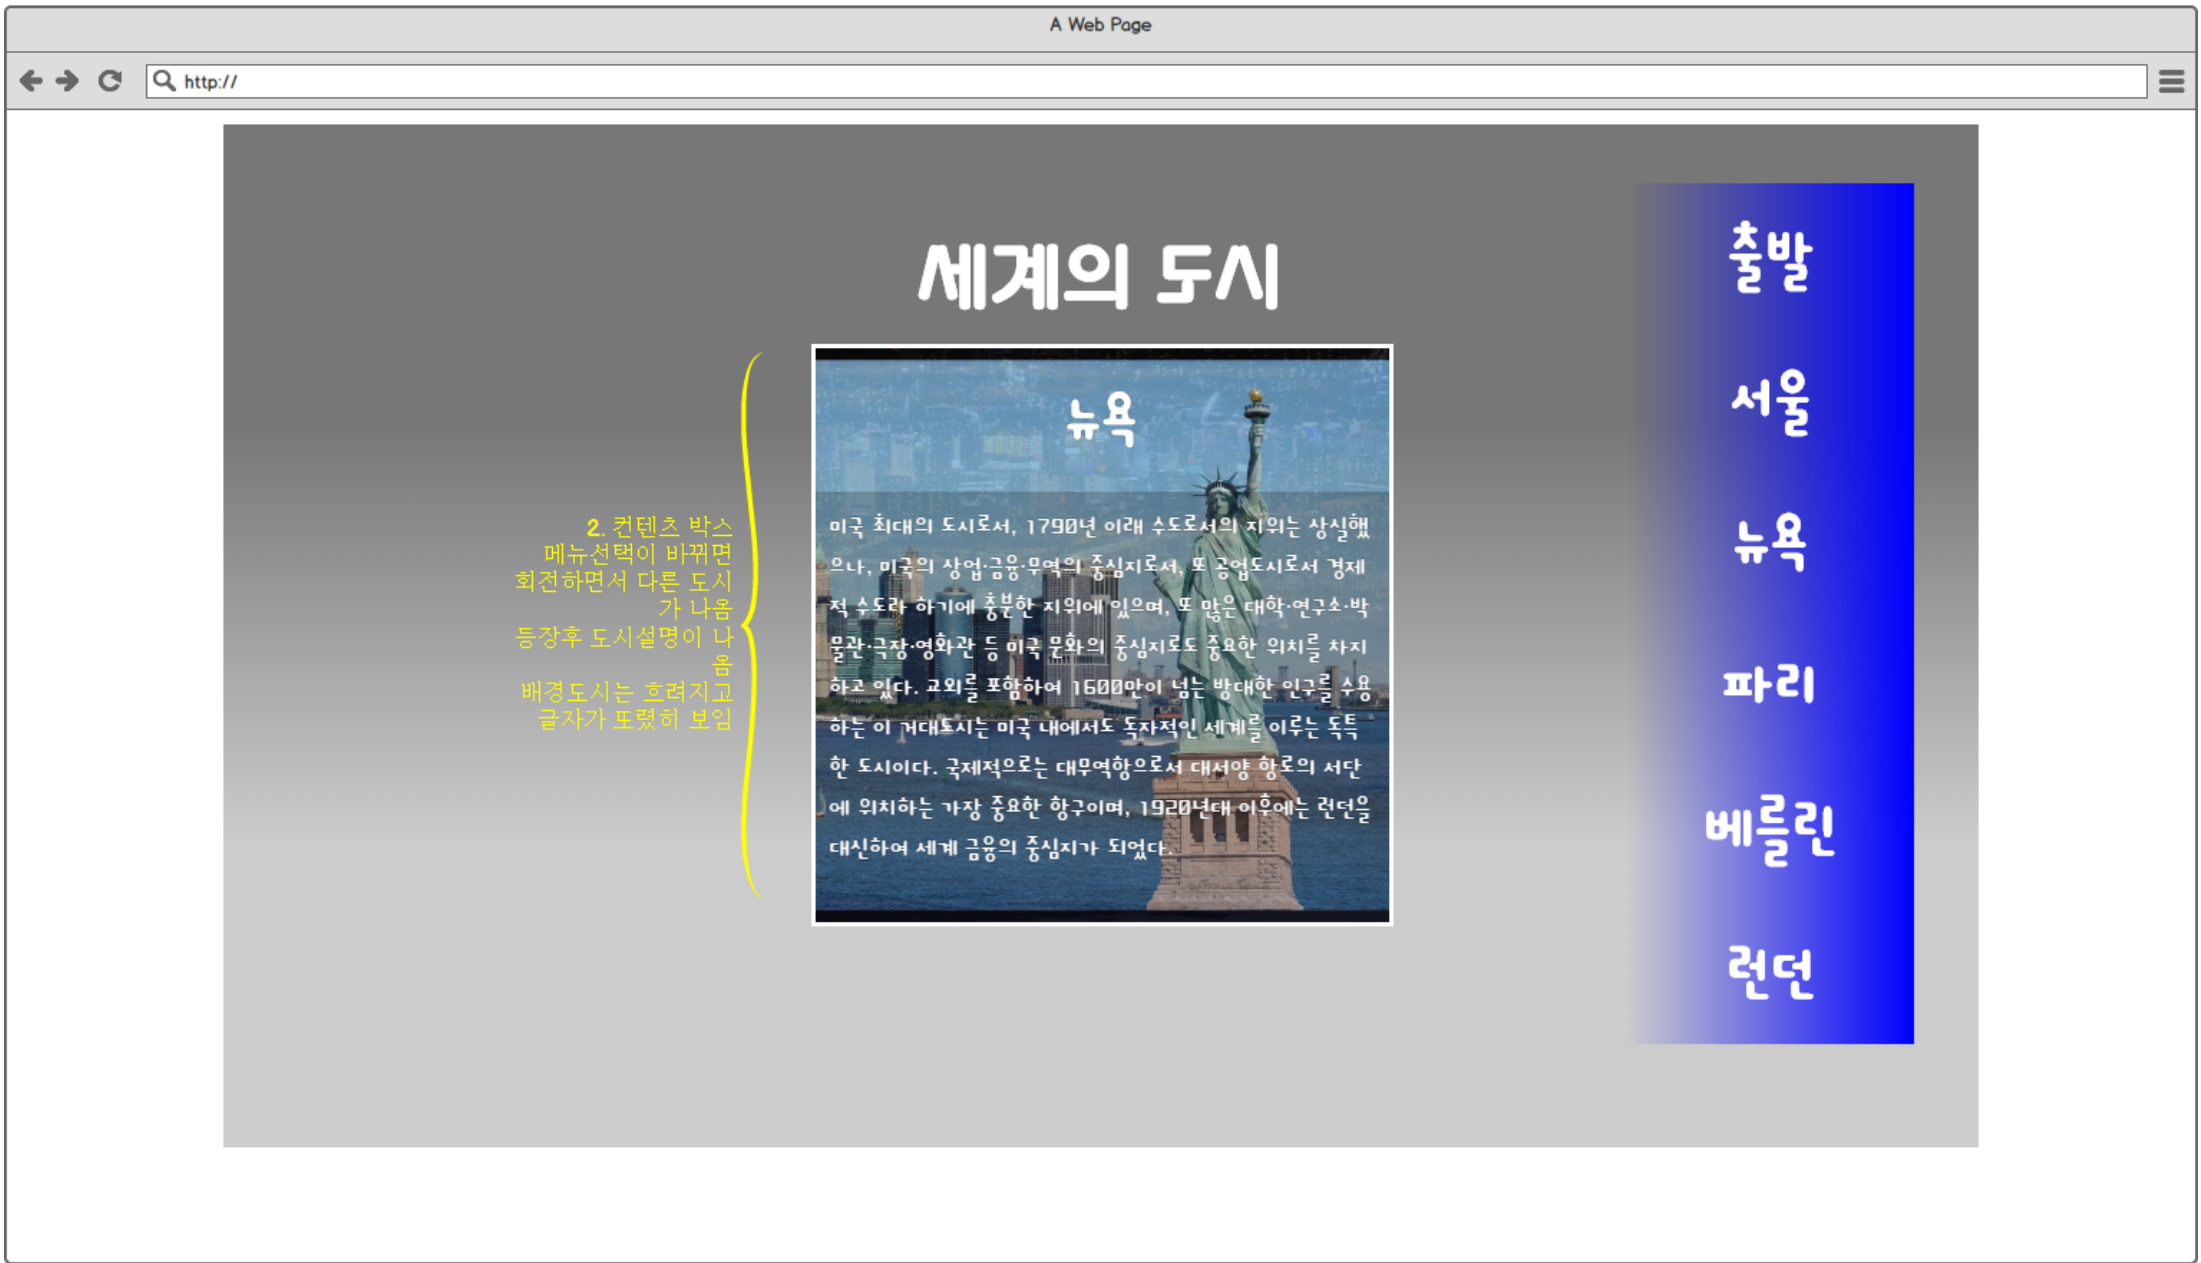 A Web Page
http://
세계의 도시
출발
서울
뉴욕
파리
베를린
런던
2. 컨텐츠 박스
메뉴선택이 바뀌면
회전하면서 다른 도시
가 나옴
등장후 도시설명이 나
옴
배경도시는 흐려지고
글자가 또렸히 보임
뉴욕
미국 최대의 도시로서, 1790년 이래 수도로서의 지위는 상실했
으나, 미국의 상업·금융·무역의 중심지로서, 또 공업도시로서 경제
적 수도라 하기에 충분한 지위에 있으며, 또 많은 대학·연구소·박
물관·극장·영화관 등 미국 문화의 중심지로도 중요한 위치를 차지
하고 있다. 교외를 포함하여 1600만이 넘는 방대한 인구를 수용
하는 이 거대도시는 미국 내에서도 독자적인 세계를 이루는 독특
한 도시이다. 국제적으로는 대무역항으로서 대서양 항로의 서단
에 위치하는 가장 중요한 항구이며, 1920년대 이후에는 런던을
대신하여 세계 금융의 중심지가 되었다.